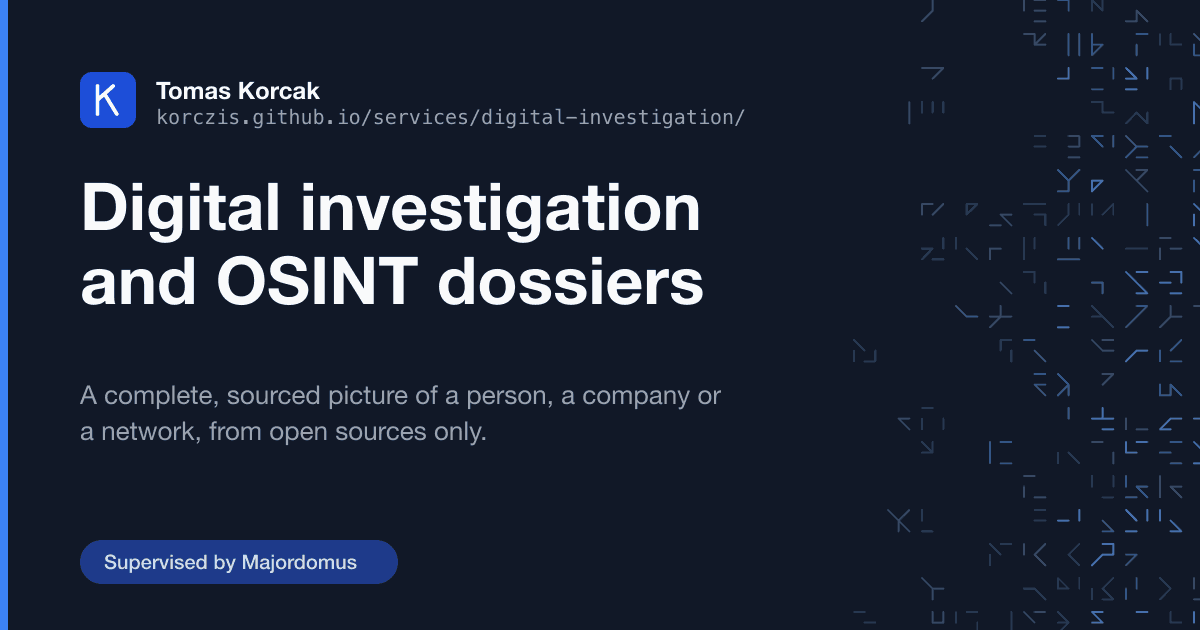 K
Tomas Korcak
korczis.github.io/services/digital-investigation/
Digital investigation
and OSINT dossiers
A complete, sourced picture of a person, a company or
a network, from open sources only.
Supervised by Majordomus